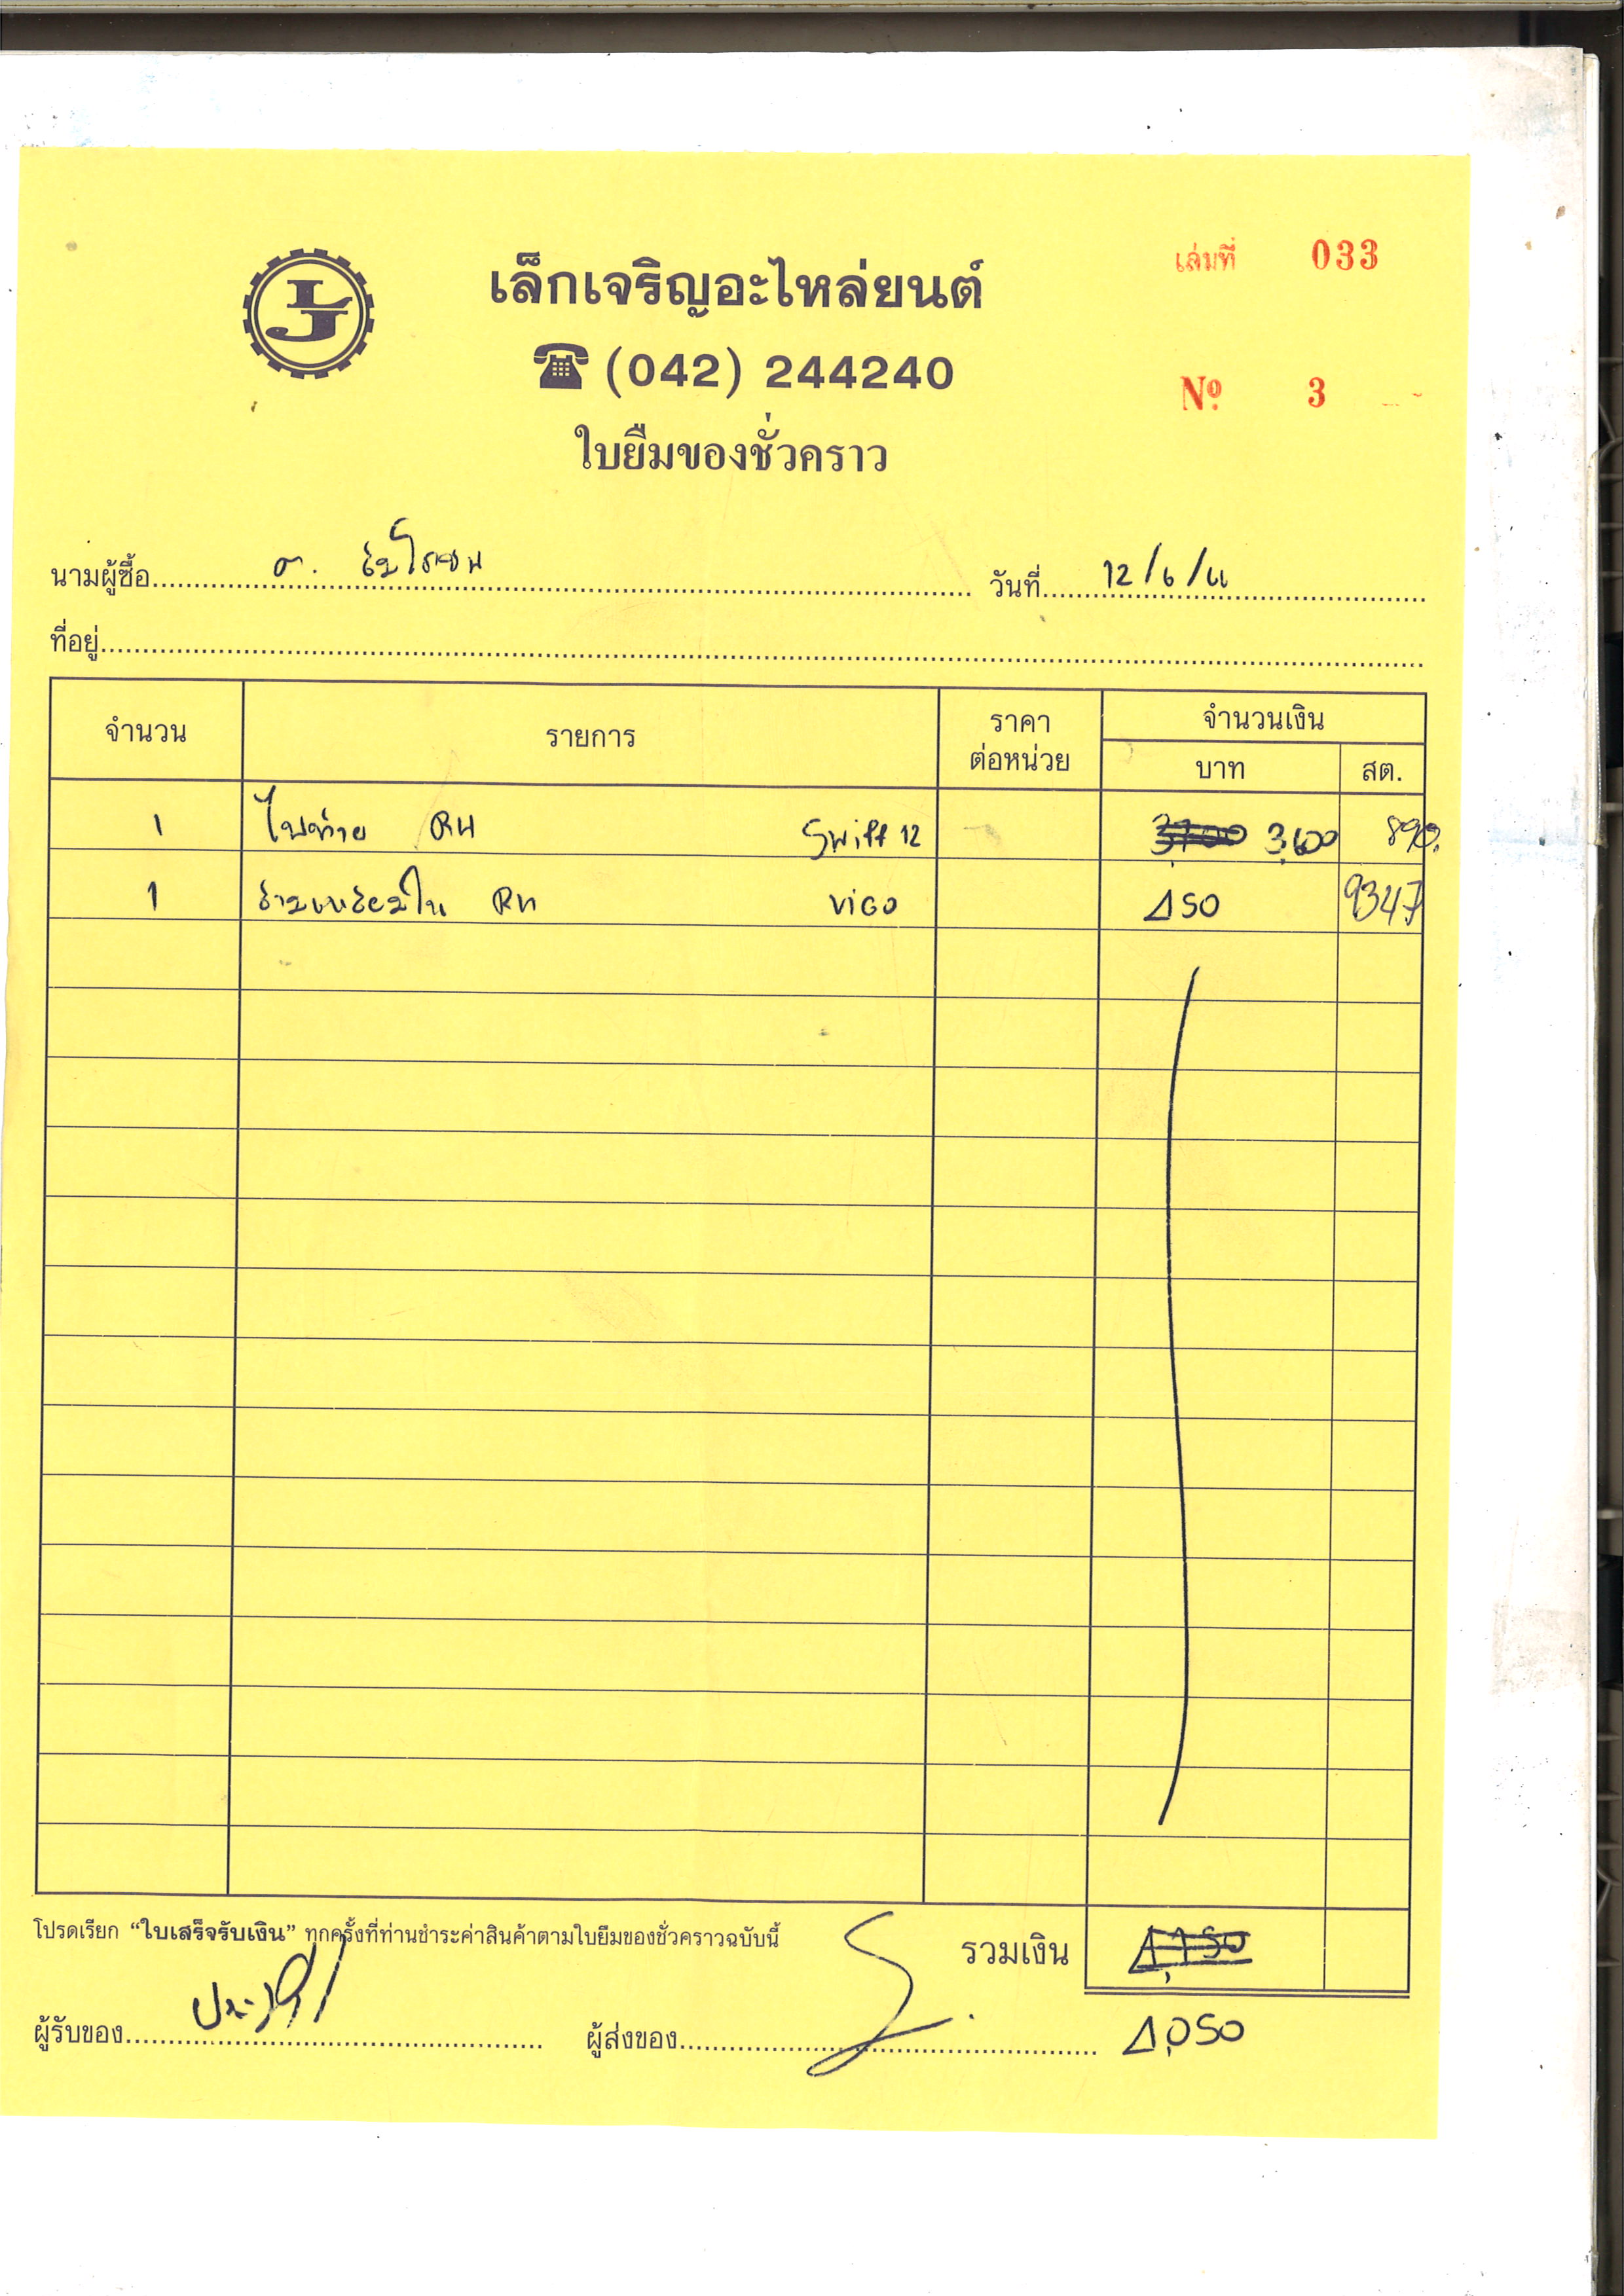 LJ
เล็กเจริญอะไหล่ยนต์
เล่มที่ 033
(042) 244240
Nº 3
ใบยืมของชั่วคราว
นามผู้ซื้อ อ. วันที่ 12/6/61
ที่อยู่
จำนวน รายการ ราคาต่อหน่วย จำนวนเงิน
บาท สต.
1 ไฟท้าย RH Swift 12 3,700 3,600 890.
1 RH ViGO 450 9347
โปรดเรียก “ใบเสร็จรับเงิน” ทุกครั้งที่ท่านชำระค่าสินค้าตามใบยืมของชั่วคราวฉบับนี้
รวมเงิน 4,150
ผู้รับของ ผู้ส่งของ 4,050